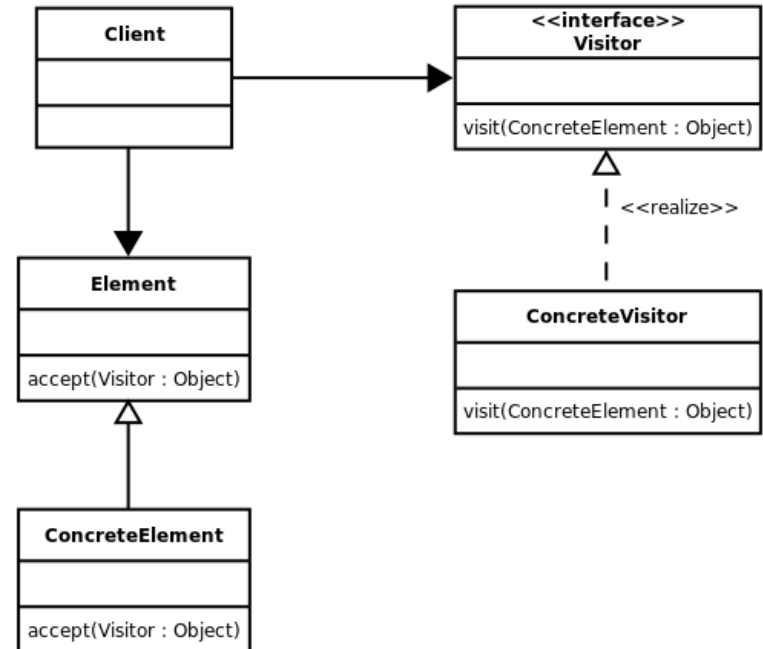 Client
<<interface>>
Visitor
visit(ConcreteElement : Object)
<<realize>>
Element
accept(Visitor : Object)
ConcreteVisitor
visit(ConcreteElement : Object)
ConcreteElement
accept(Visitor : Object)